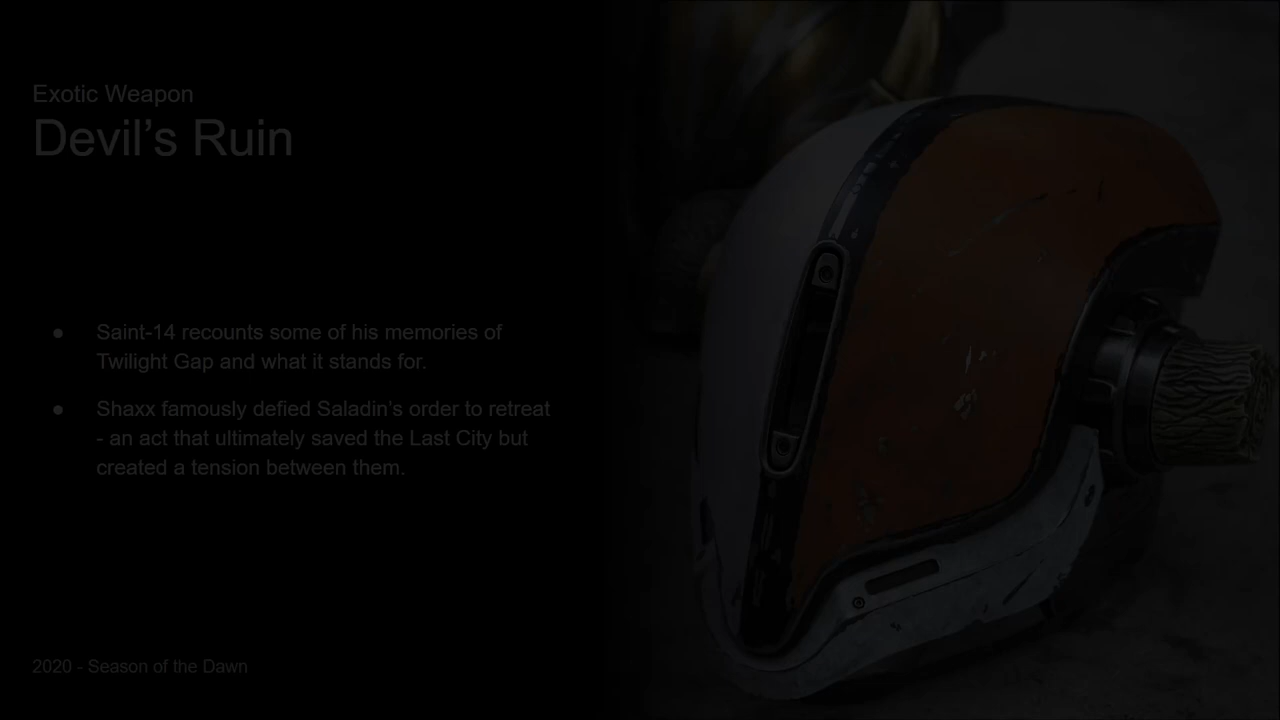 Exotic Weapon
Devil’s Ruin
● Saint-14 recounts some of his memories of
Twilight Gap and what it stands for.
● Shaxx famously defied Saladin’s order to retreat
- an act that ultimately saved the Last City but
created a tension between them.
2020 - Season of the Dawn